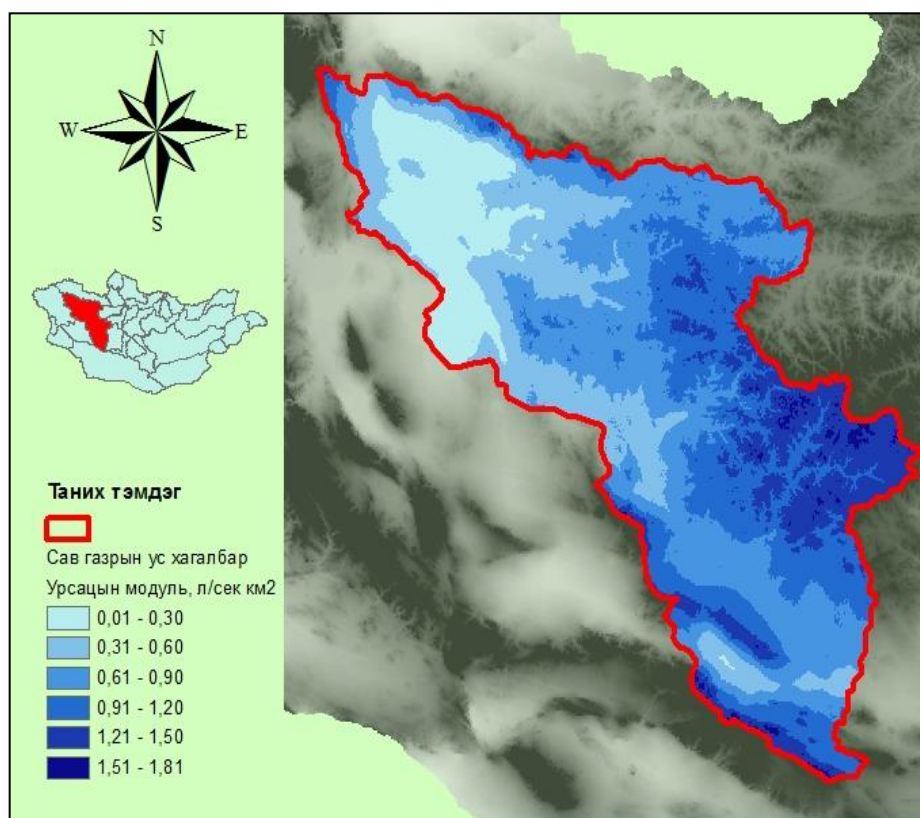 N
W
E
S
Таних тэмдэг
Сав газрын ус хагалбар
Урсацын модуль, л/сек км2
0,01 - 0,30
0,31 - 0,60
0,61 - 0,90
0,91 - 1,20
1,21 - 1,50
1,51 - 1,81